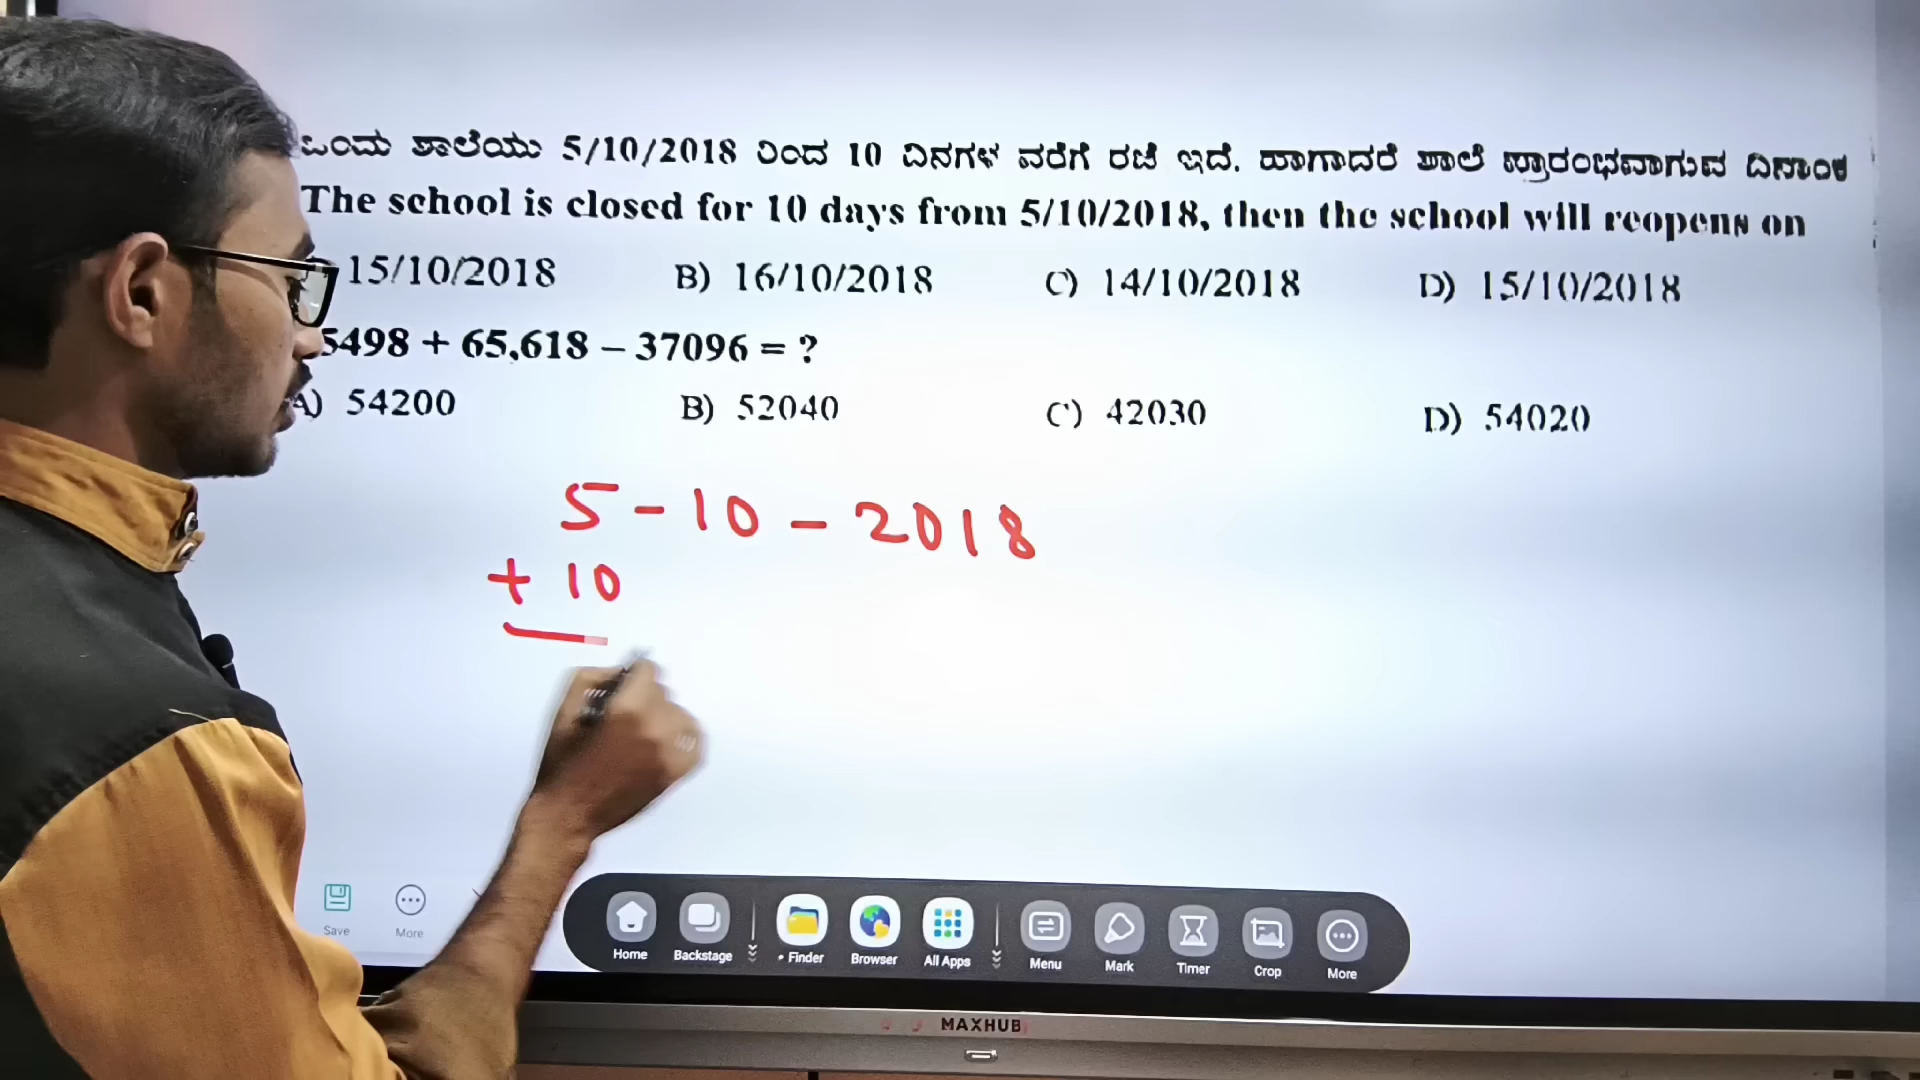 ಒಂದು ಶಾಲೆಯು 5/10/2018 ರಿಂದ 10 ದಿನಗಳ ವರೆಗೆ ರಜೆ ಇದೆ. ಹಾಗಾದರೆ ಶಾಲೆ ಪ್ರಾರಂಭವಾಗುವ ದಿನಾಂಕ
The school is closed for 10 days from 5/10/2018, then the school will reopens on
15/10/2018 B) 16/10/2018 C) 14/10/2018 D) 15/10/2018
5498 + 65,618 – 37096 = ?
A) 54200 B) 52040 C) 42030 D) 54020
5 - 10 - 2018
+ 10
Save More
Home Backstage Finder Browser All Apps Menu Mark Timer Crop More
MAXHUB